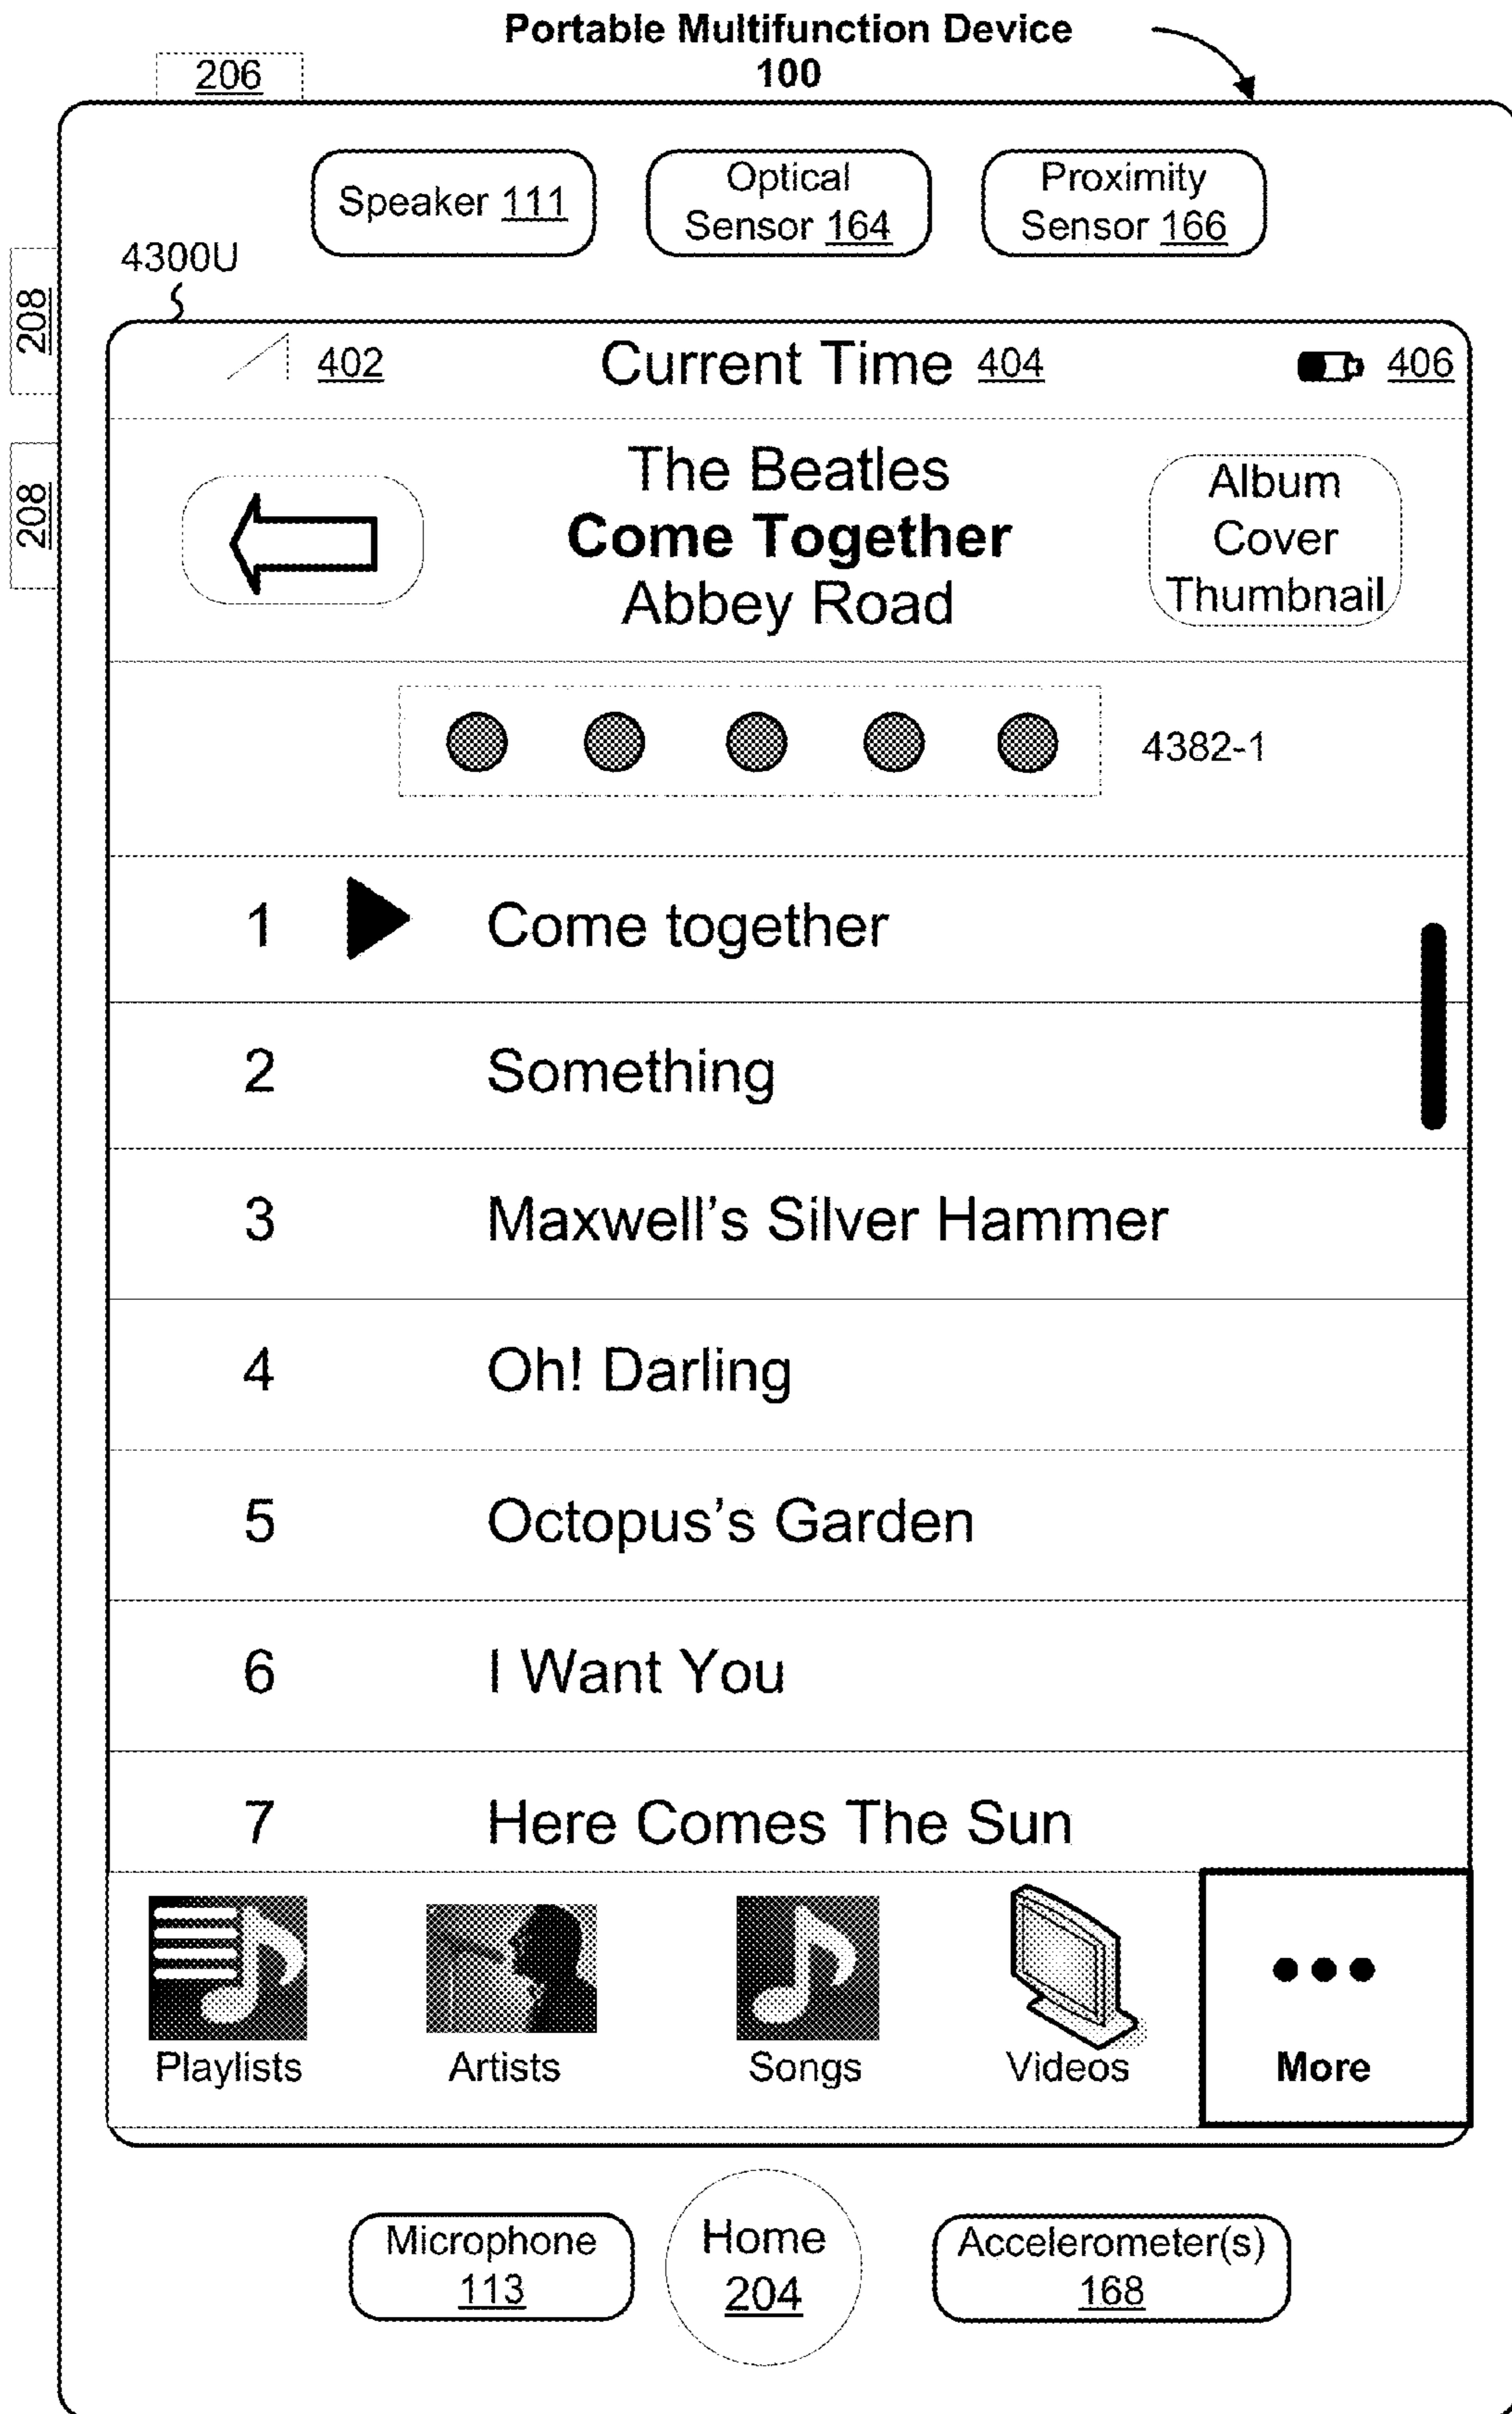 Portable Multifunction Device
100
206
Speaker 111
Optical
Sensor 164
Proximity
Sensor 166
4300U
208
208
402
Current Time 404
406
The Beatles
Come Together
Abbey Road
Album
Cover
Thumbnail
4382-1
1 Come together
2 Something
3 Maxwell's Silver Hammer
4 Oh! Darling
5 Octopus's Garden
6 I Want You
7 Here Comes The Sun
Playlists
Artists
Songs
Videos
More
Microphone
113
Home
204
Accelerometer(s)
168